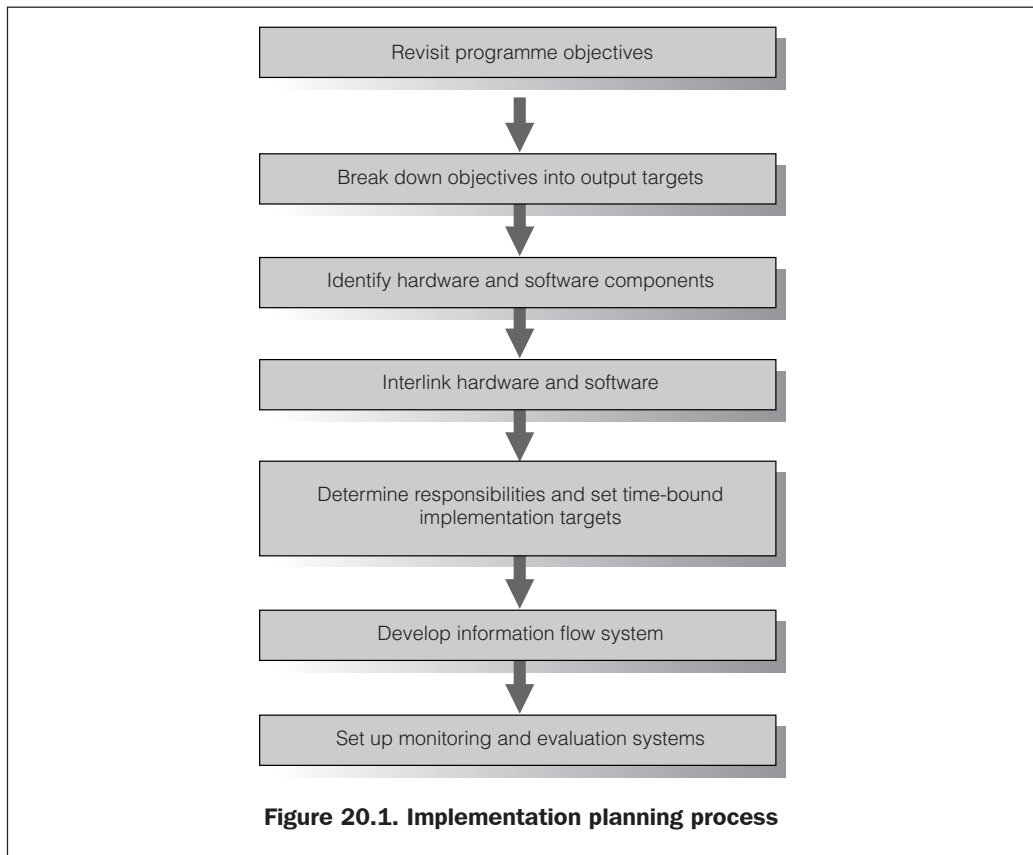 Revisit programme objectives
Break down objectives into output targets
Identify hardware and software components
Interlink hardware and software
Determine responsibilities and set time-bound
implementation targets
Develop information flow system
Set up monitoring and evaluation systems
Figure 20.1. Implementation planning process